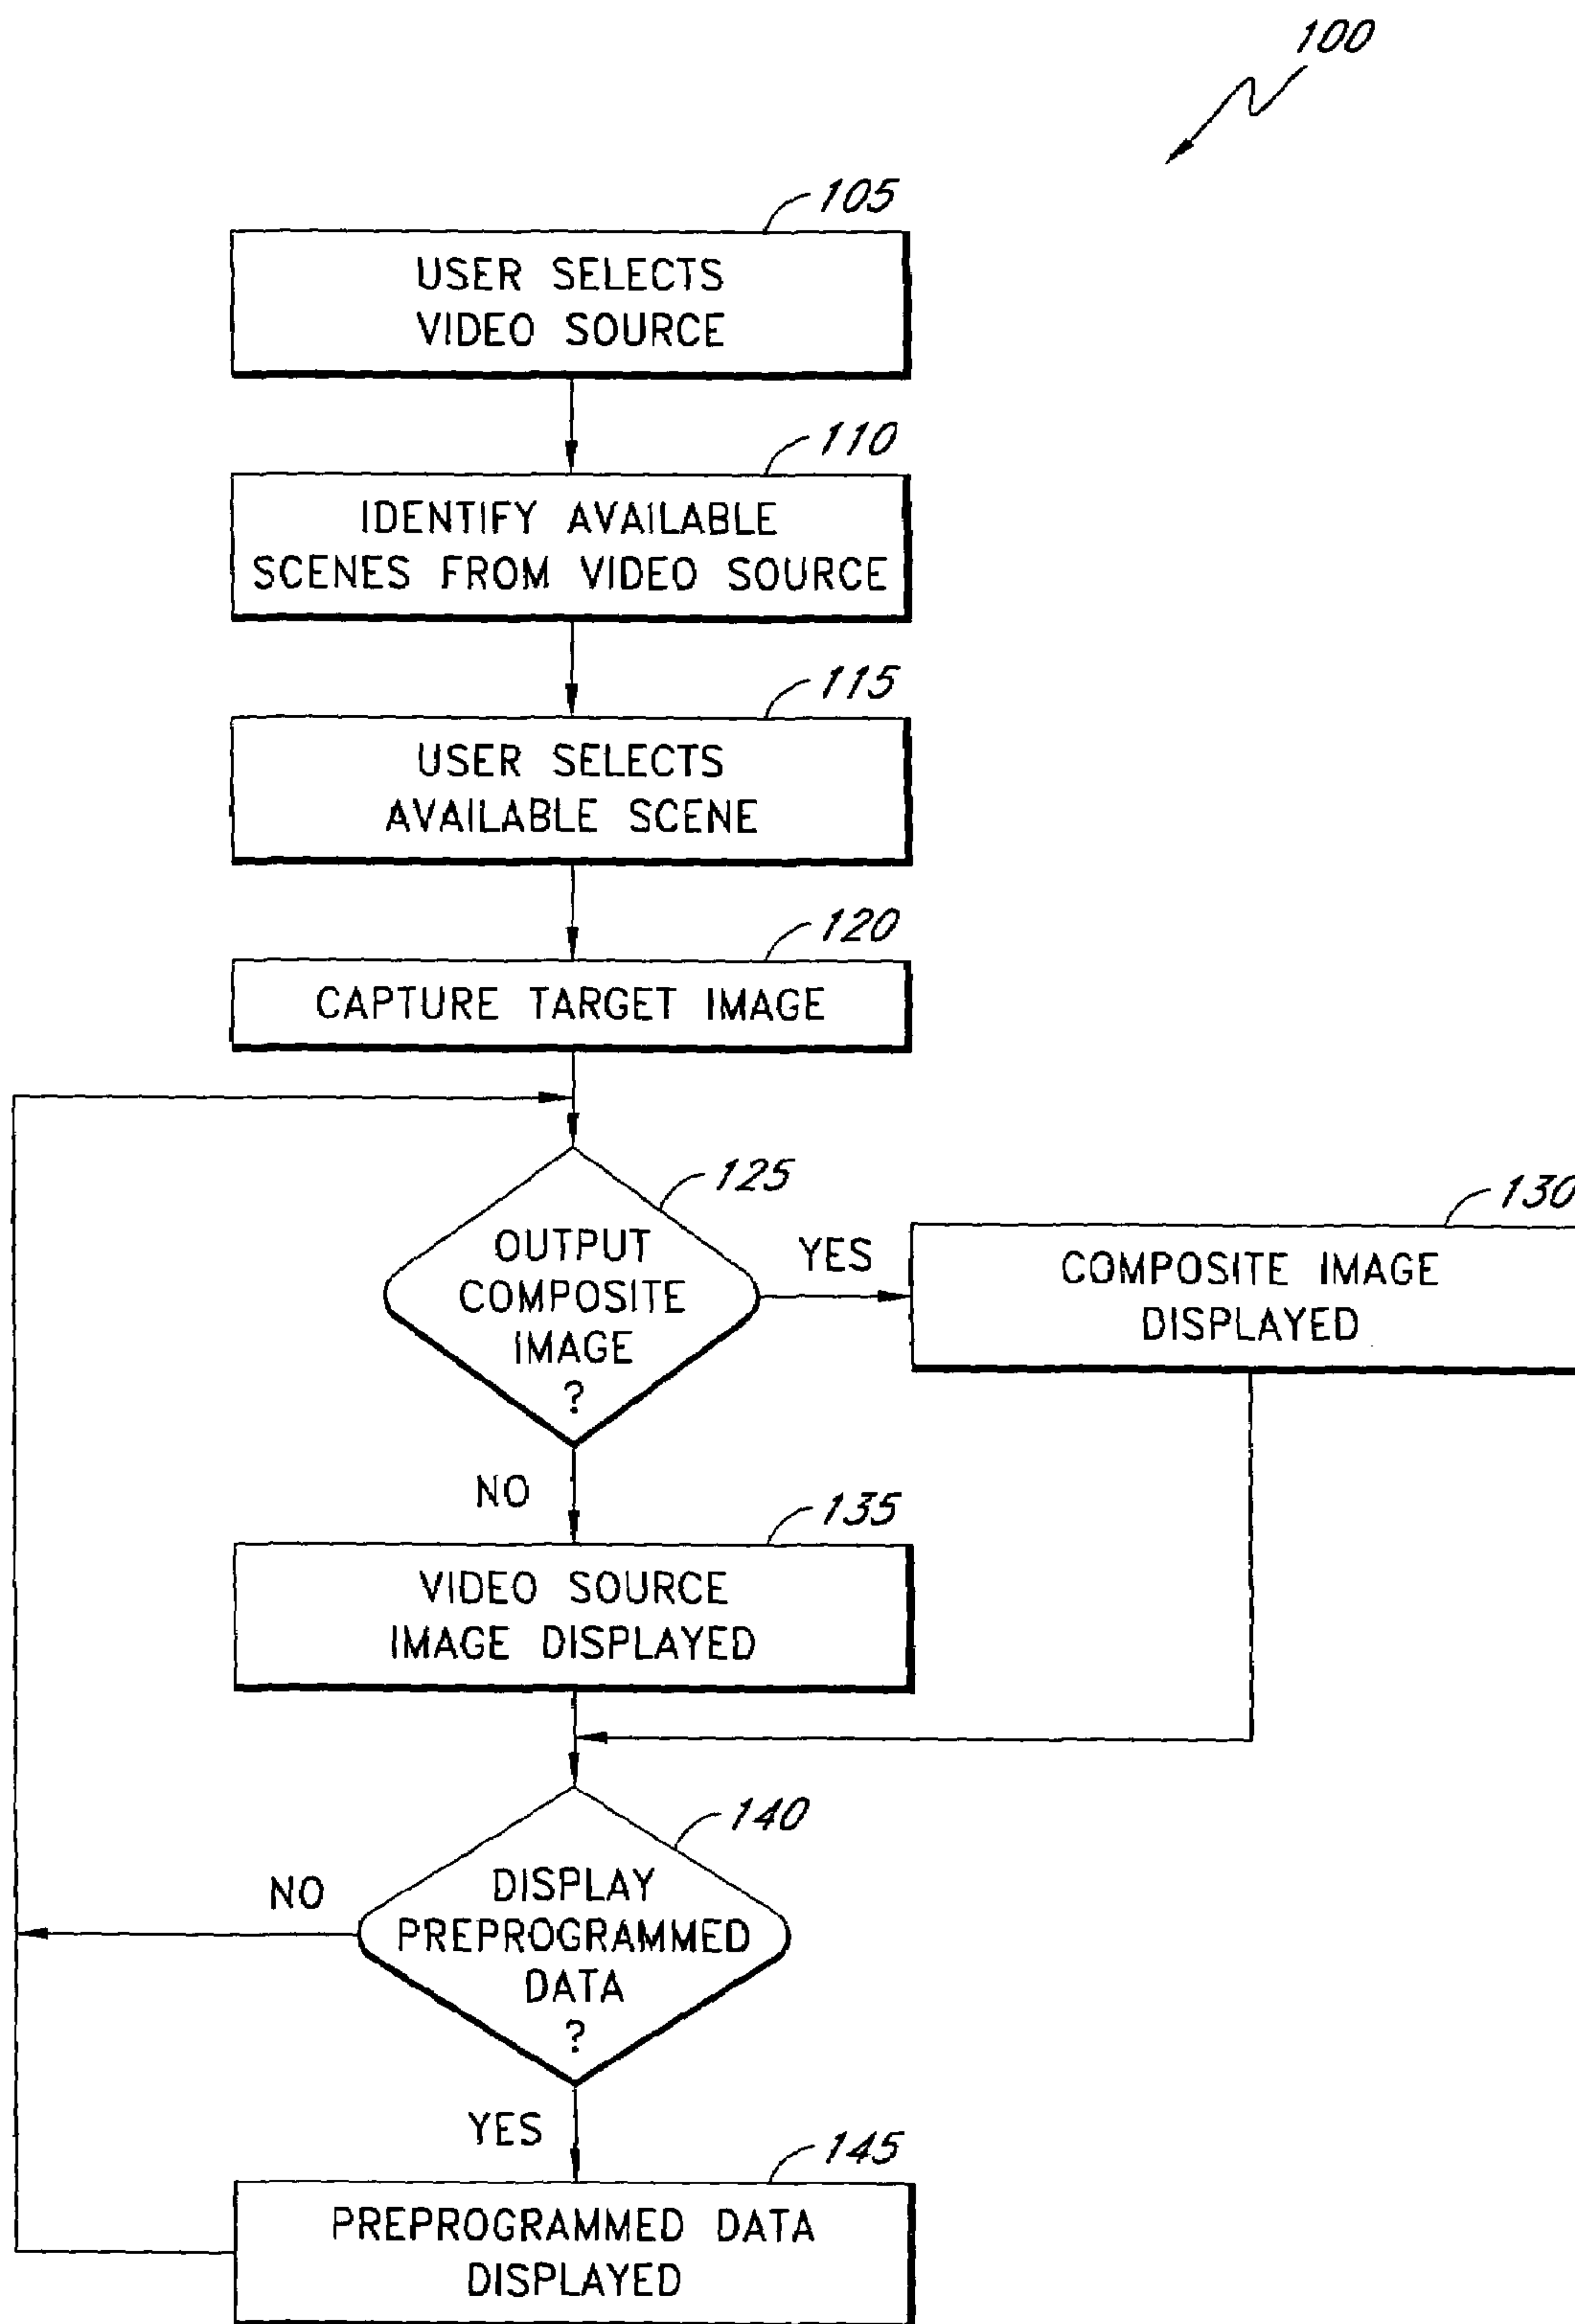 100
105
USER SELECTS
VIDEO SOURCE
110
IDENTIFY AVAILABLE
SCENES FROM VIDEO SOURCE
115
USER SELECTS
AVAILABLE SCENE
120
CAPTURE TARGET IMAGE
125
OUTPUT
COMPOSITE
IMAGE
?
YES
130
COMPOSITE IMAGE
DISPLAYED
NO
135
VIDEO SOURCE
IMAGE DISPLAYED
140
DISPLAY
PREPROGRAMMED
DATA
?
NO
YES
145
PREPROGRAMMED DATA
DISPLAYED